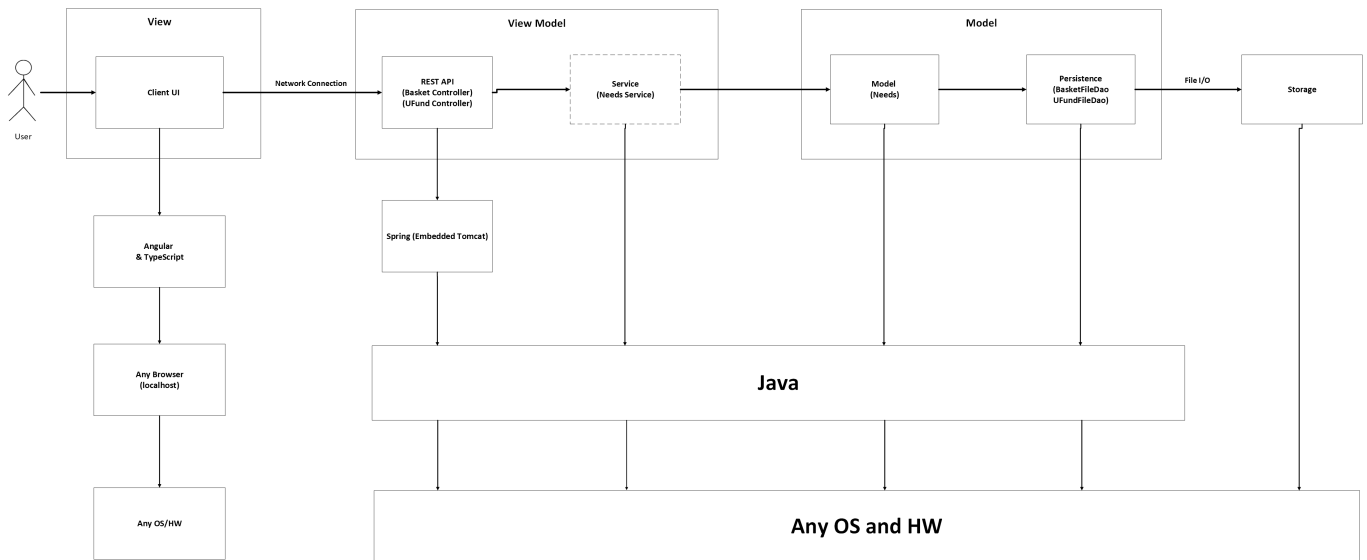 View
View Model
Model
User
Client UI
Network Connection
REST API
(Basket Controller)
(UFund Controller)
Service
(Needs Service)
Model
(Needs)
Persistence
(BasketFileDao
UFundFileDao)
File I/O
Storage
Angular
& TypeScript
Spring (Embedded Tomcat)
Any Browser
(localhost)
Java
Any OS/HW
Any OS and HW